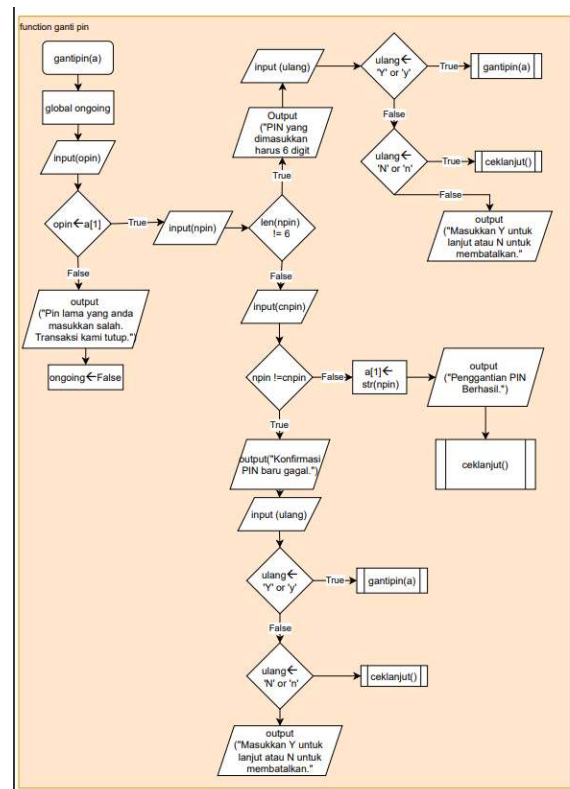 function ganti pin
gantipin(a)
global ongoing
input(opin)
opin←a[1]
True
False
output
("Pin lama yang anda
masukkan salah.
Transaksi kami tutup.")
ongoing←False
input(npin)
len(npin)
!= 6
True
Output
("PIN yang
dimasukkan
harus 6 digit
input (ulang)
ulang←
'Y' or 'y'
True
gantipin(a)
False
ulang←
'N' or 'n'
True
ceklanjut()
False
output
("Masukkan Y untuk
lanjut atau N untuk
membatalkan."
False
input(cnpin)
npin !=cnpin
False
a[1]←
str(npin)
output
("Penggantian PIN
Berhasil.")
ceklanjut()
True
output("Konfirmasi
PIN baru gagal.")
input (ulang)
ulang←
'Y' or 'y'
True
gantipin(a)
False
ulang←
'N' or 'n'
ceklanjut()
output
("Masukkan Y untuk
lanjut atau N untuk
membatalkan."